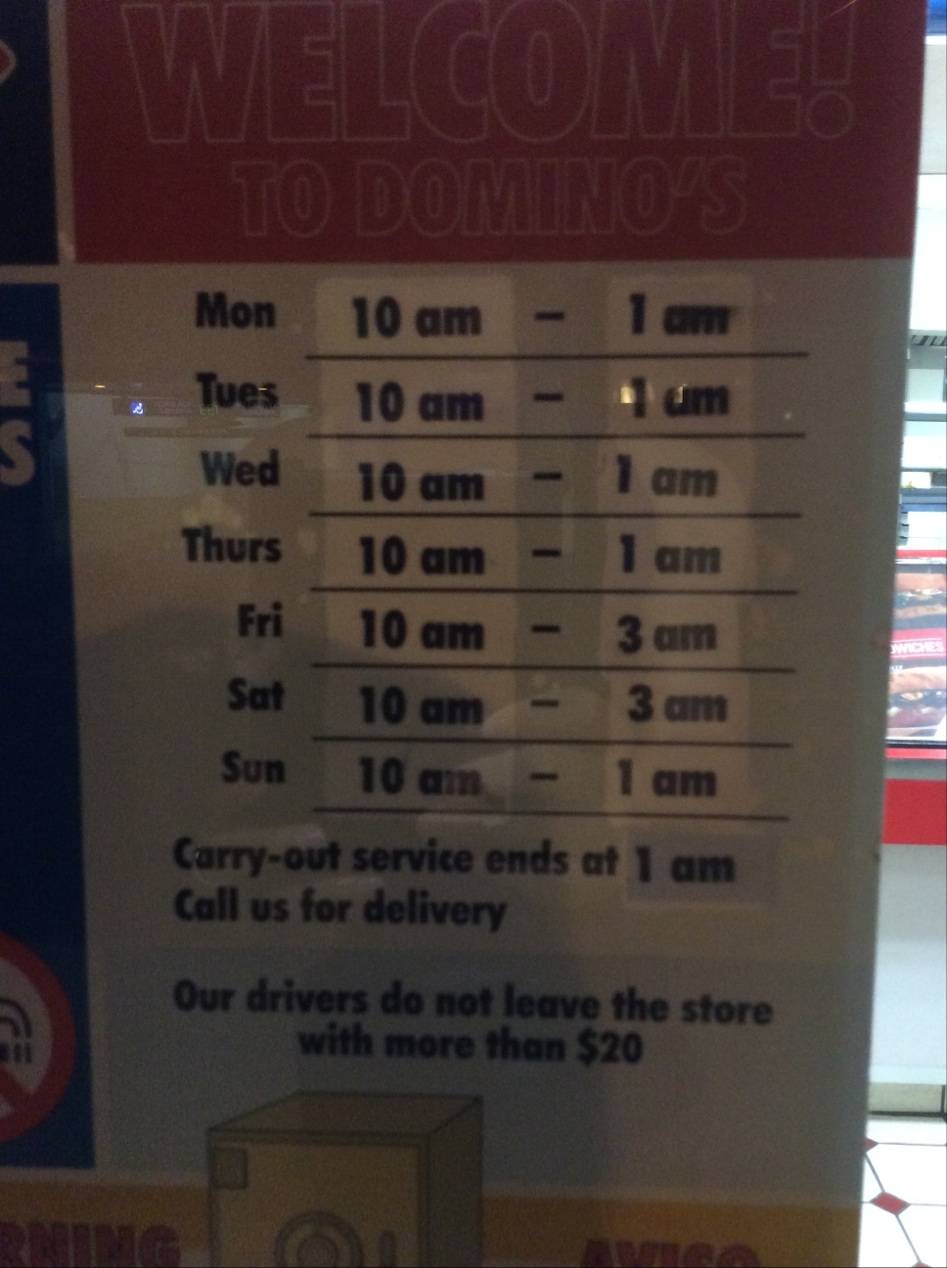 WELCOME!
TO DOMINO'S
Mon 10 am – 1 am
Tues 10 am – 1 am
Wed 10 am – 1 am
Thurs 10 am – 1 am
Fri 10 am – 3 am
Sat 10 am – 3 am
Sun 10 am – 1 am
Carry-out service ends at 1 am
Call us for delivery
Our drivers do not leave the store
with more than $20
AVISO